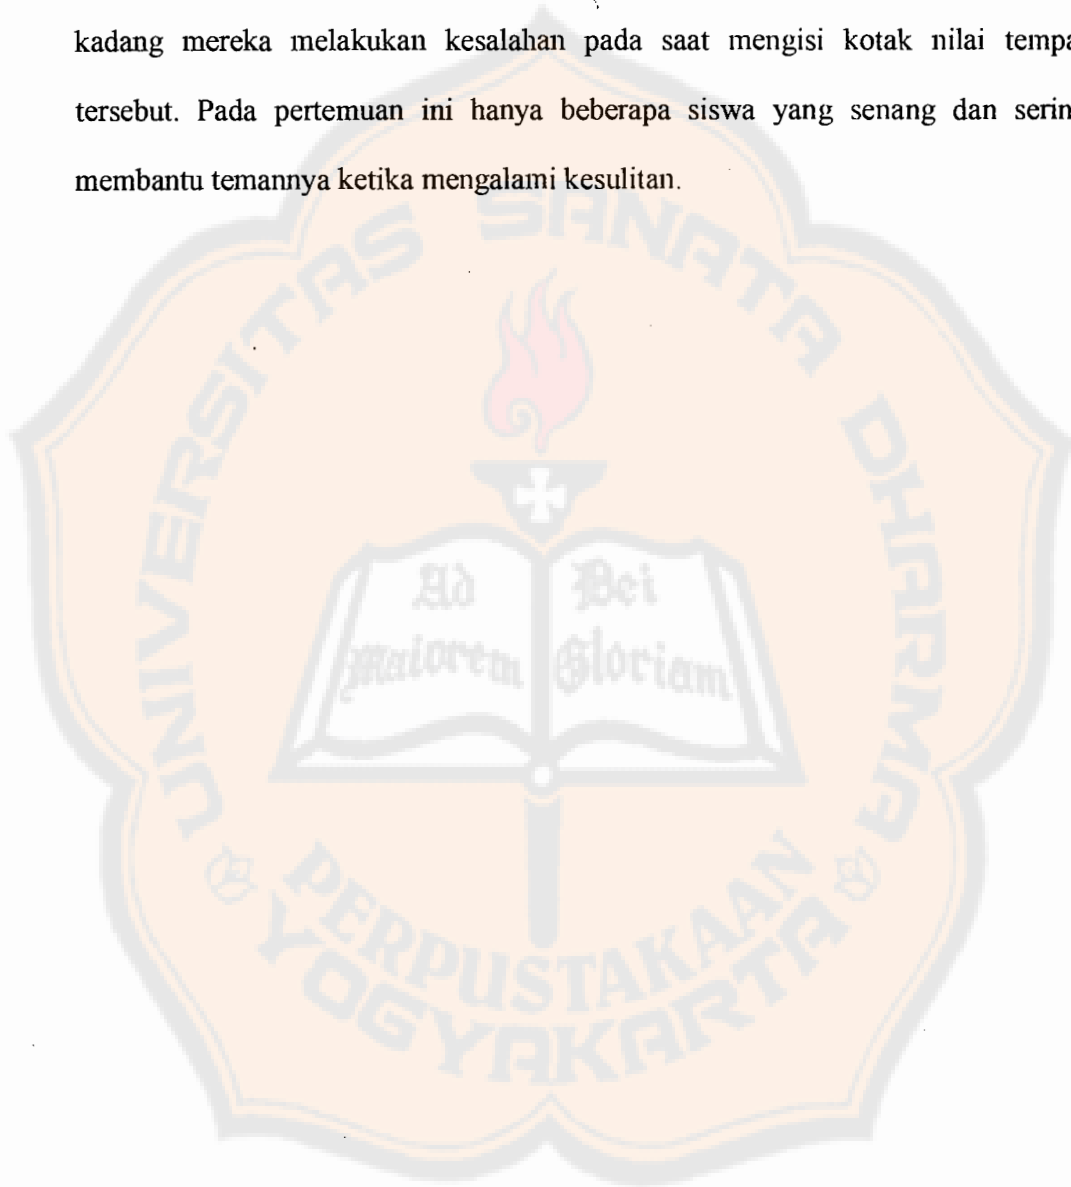 kadang mereka melakukan kesalahan pada saat mengisi kotak nilai tempa
tersebut. Pada pertemuan ini hanya beberapa siswa yang senang dan serin
membantu temannya ketika mengalami kesulitan.
UNIVERSITAS SANATA DHARMA
Ad Dei
Maiorem Gloriam
PERPUSTAKAAN
YOGYAKARTA